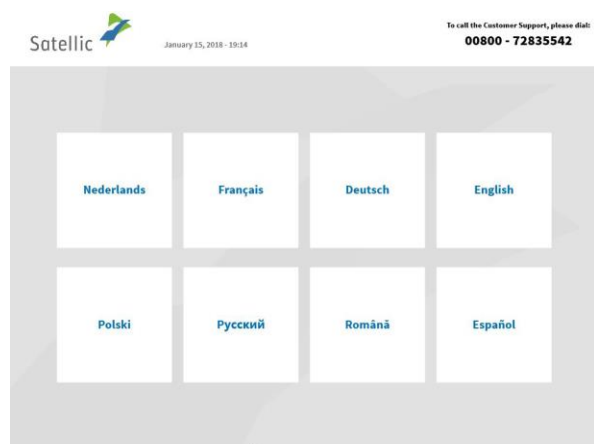 Satellic
January 15, 2018 - 19:14
To call the Customer Support, please dial:
00800 - 72835542
Nederlands
Français
Deutsch
English
Polski
Русский
Română
Español